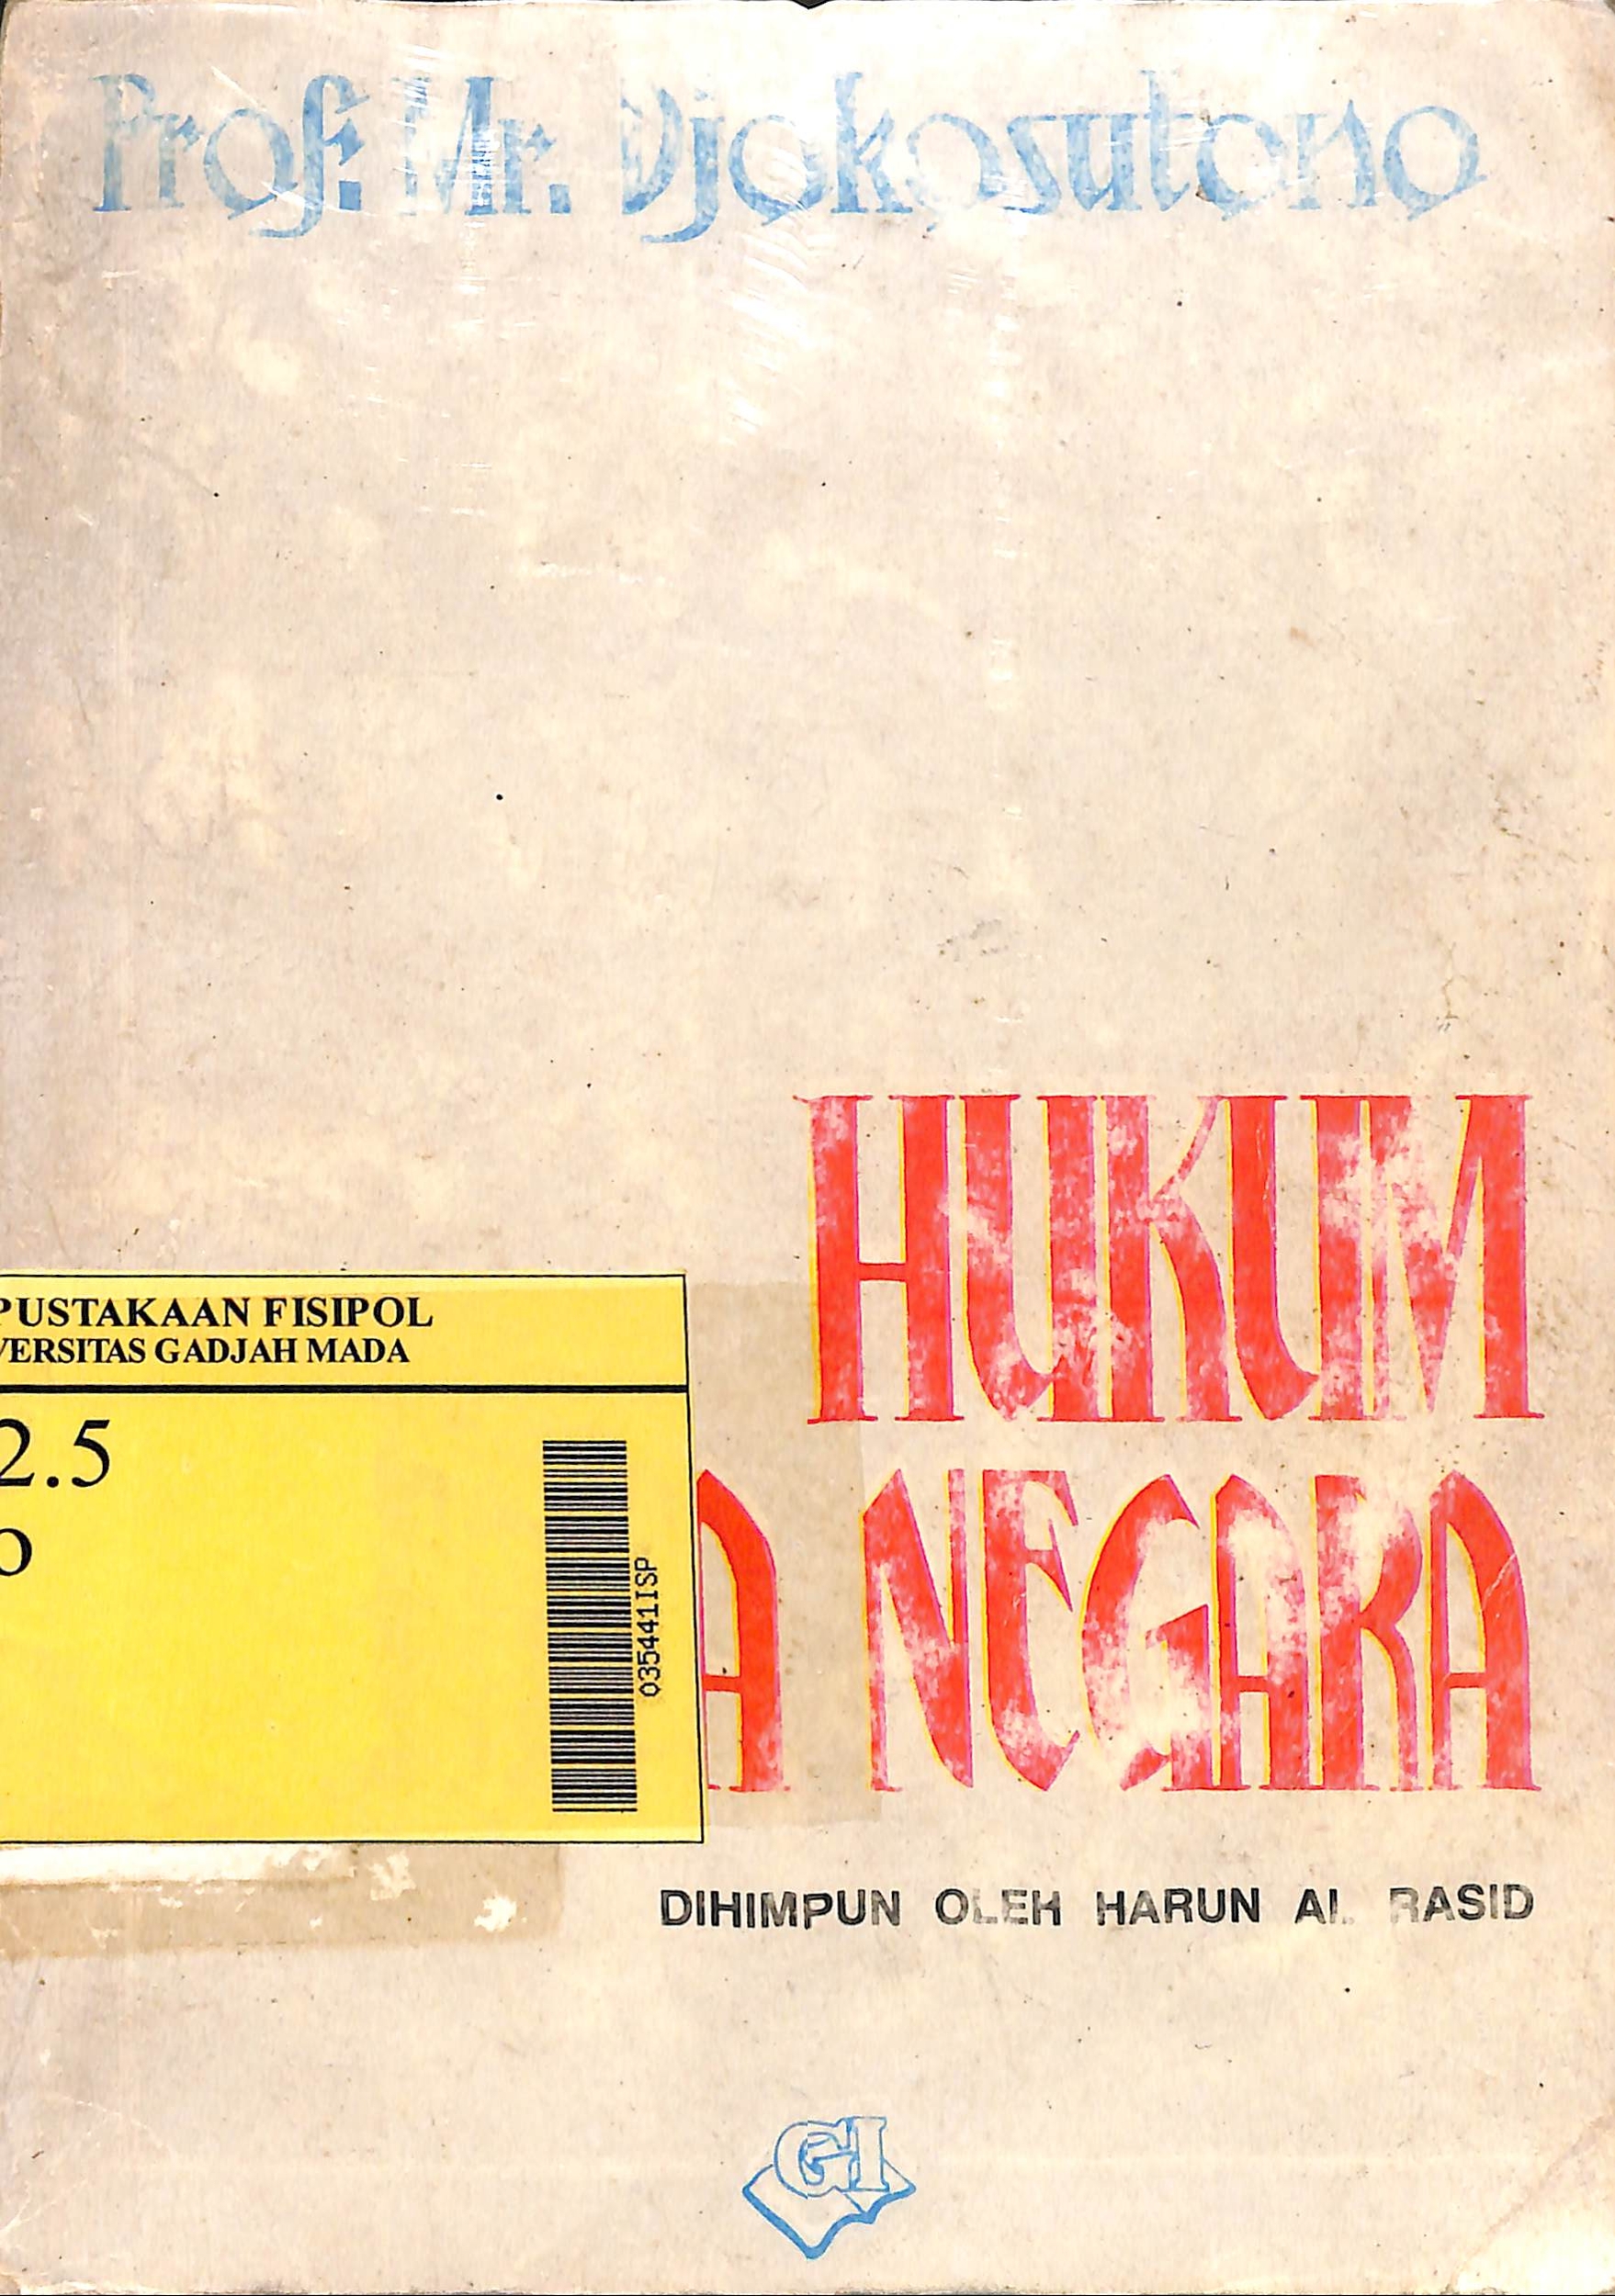 Prof. Mr. Djokosutono
HUKUM
A NEGARA
PUSTAKAAN FISIPOL
VERSITAS GADJAH MADA
2.5
o
035441ISP
DIHIMPUN OLEH HARUN AL RASID
GI